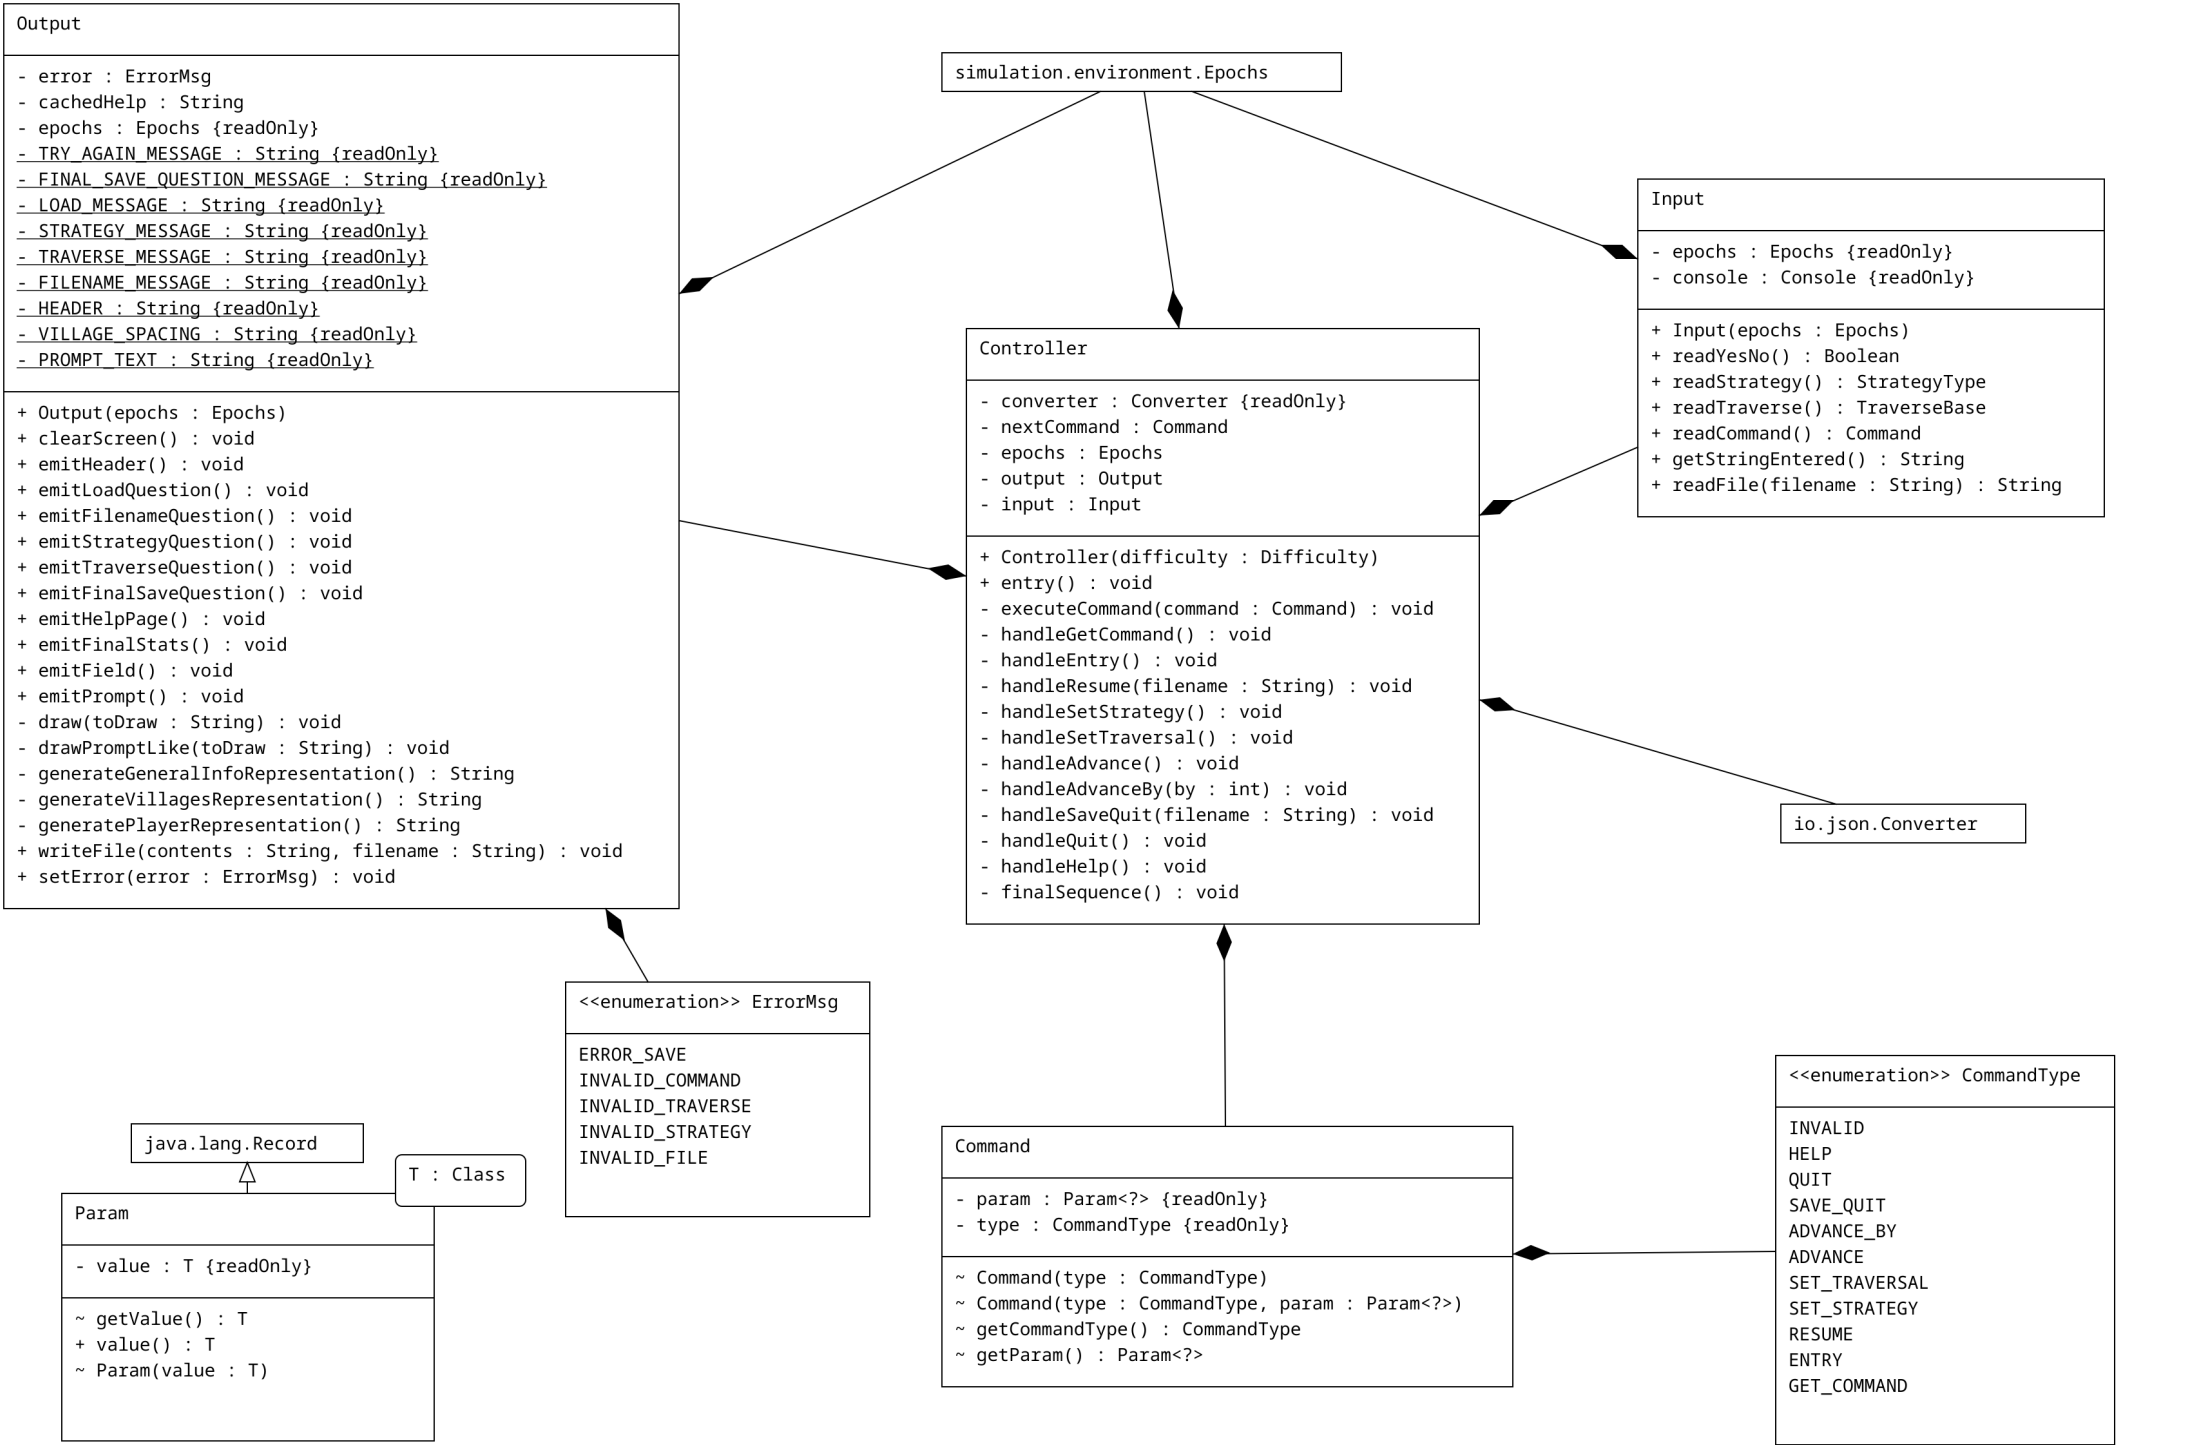 Output
- error : ErrorMsg
- cachedHelp : String
- epochs : Epochs {readOnly}
- TRY_AGAIN_MESSAGE : String {readOnly}
- FINAL_SAVE_QUESTION_MESSAGE : String {readOnly}
- LOAD_MESSAGE : String {readOnly}
- STRATEGY_MESSAGE : String {readOnly}
- TRAVERSE_MESSAGE : String {readOnly}
- FILENAME_MESSAGE : String {readOnly}
- HEADER : String {readOnly}
- VILLAGE_SPACING : String {readOnly}
- PROMPT_TEXT : String {readOnly}
+ Output(epochs : Epochs)
+ clearScreen() : void
+ emitHeader() : void
+ emitLoadQuestion() : void
+ emitFilenameQuestion() : void
+ emitStrategyQuestion() : void
+ emitTraverseQuestion() : void
+ emitFinalSaveQuestion() : void
+ emitHelpPage() : void
+ emitFinalStats() : void
+ emitField() : void
+ emitPrompt() : void
- draw(toDraw : String) : void
- drawPromptLike(toDraw : String) : void
- generateGeneralInfoRepresentation() : String
- generateVillagesRepresentation() : String
- generatePlayerRepresentation() : String
+ writeFile(contents : String, filename : String) : void
+ setError(error : ErrorMsg) : void
simulation.environment.Epochs
Input
- epochs : Epochs {readOnly}
- console : Console {readOnly}
+ Input(epochs : Epochs)
+ readYesNo() : Boolean
+ readStrategy() : StrategyType
+ readTraverse() : TraverseBase
+ readCommand() : Command
+ getStringEntered() : String
+ readFile(filename : String) : String
Controller
- converter : Converter {readOnly}
- nextCommand : Command
- epochs : Epochs
- output : Output
- input : Input
+ Controller(difficulty : Difficulty)
+ entry() : void
- executeCommand(command : Command) : void
- handleGetCommand() : void
- handleEntry() : void
- handleResume(filename : String) : void
- handleSetStrategy() : void
- handleSetTraversal() : void
- handleAdvance() : void
- handleAdvanceBy(by : int) : void
- handleSaveQuit(filename : String) : void
- handleQuit() : void
- handleHelp() : void
- finalSequence() : void
io.json.Converter
<<enumeration>> ErrorMsg
ERROR_SAVE
INVALID_COMMAND
INVALID_TRAVERSE
INVALID_STRATEGY
INVALID_FILE
java.lang.Record
T : Class
Param
- value : T {readOnly}
~ getValue() : T
+ value() : T
~ Param(value : T)
Command
- param : Param<?> {readOnly}
- type : CommandType {readOnly}
~ Command(type : CommandType)
~ Command(type : CommandType, param : Param<?>)
~ getCommandType() : CommandType
~ getParam() : Param<?>
<<enumeration>> CommandType
INVALID
HELP
QUIT
SAVE_QUIT
ADVANCE_BY
ADVANCE
SET_TRAVERSAL
SET_STRATEGY
RESUME
ENTRY
GET_COMMAND